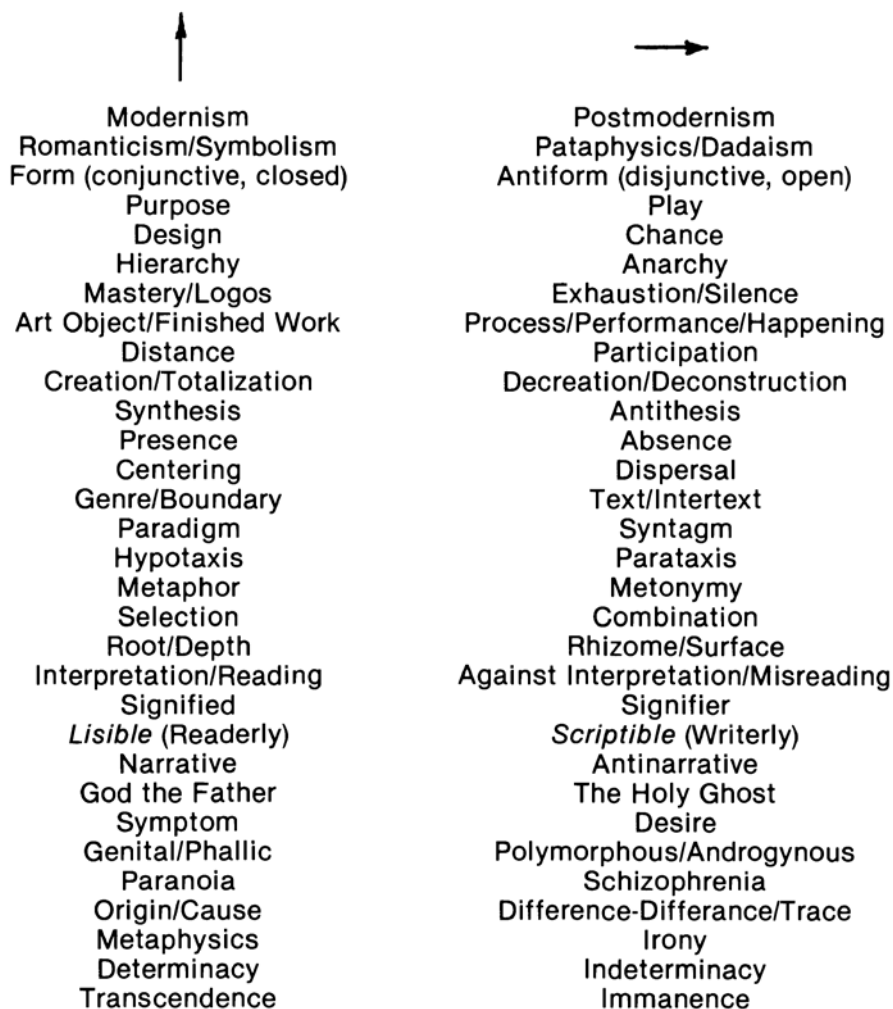 Modernism Postmodernism
Romanticism/Symbolism Pataphysics/Dadaism
Form (conjunctive, closed) Antiform (disjunctive, open)
Purpose Play
Design Chance
Hierarchy Anarchy
Mastery/Logos Exhaustion/Silence
Art Object/Finished Work Process/Performance/Happening
Distance Participation
Creation/Totalization Decreation/Deconstruction
Synthesis Antithesis
Presence Absence
Centering Dispersal
Genre/Boundary Text/Intertext
Paradigm Syntagm
Hypotaxis Parataxis
Metaphor Metonymy
Selection Combination
Root/Depth Rhizome/Surface
Interpretation/Reading Against Interpretation/Misreading
Signified Signifier
Lisible (Readerly) Scriptible (Writerly)
Narrative Antinarrative
God the Father The Holy Ghost
Symptom Desire
Genital/Phallic Polymorphous/Androgynous
Paranoia Schizophrenia
Origin/Cause Difference-Differance/Trace
Metaphysics Irony
Determinacy Indeterminacy
Transcendence Immanence